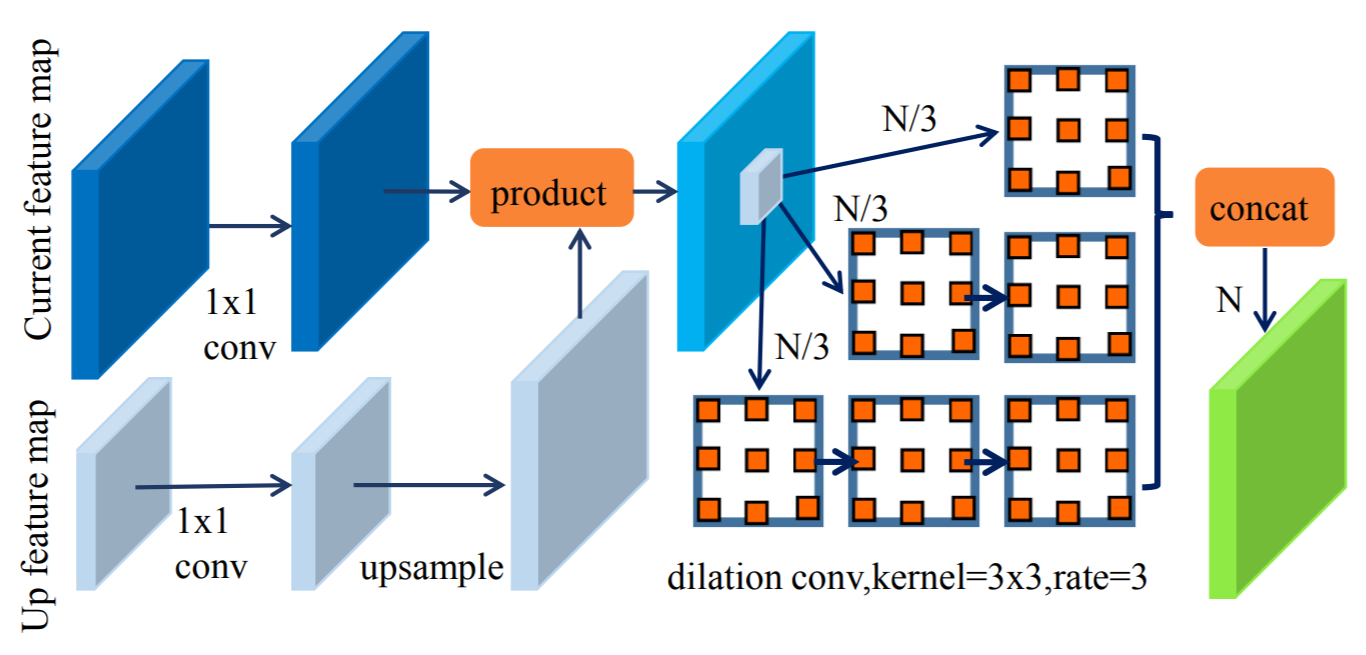 Current feature map
1x1
conv
product
N/3
N/3
N/3
concat
N
Up feature map
1x1
conv
upsample
dilation conv,kernel=3x3,rate=3